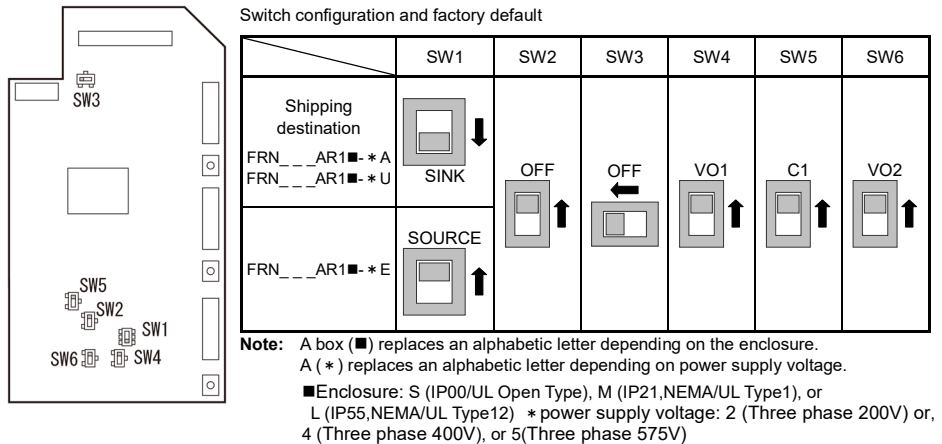 Switch configuration and factory default
SW1 SW2 SW3 SW4 SW5 SW6
Shipping
destination
FRN_ _ _AR1■-＊A
FRN_ _ _AR1■-＊U
SINK
OFF
OFF
VO1
C1
VO2
FRN_ _ _AR1■-＊E
SOURCE
SW3
SW5
SW2
SW1
SW6
SW4
Note: A box (■) replaces an alphabetic letter depending on the enclosure.
A (＊) replaces an alphabetic letter depending on power supply voltage.
■Enclosure: S (IP00/UL Open Type), M (IP21,NEMA/UL Type1), or
L (IP55,NEMA/UL Type12) ＊power supply voltage: 2 (Three phase 200V) or,
4 (Three phase 400V), or 5(Three phase 575V)